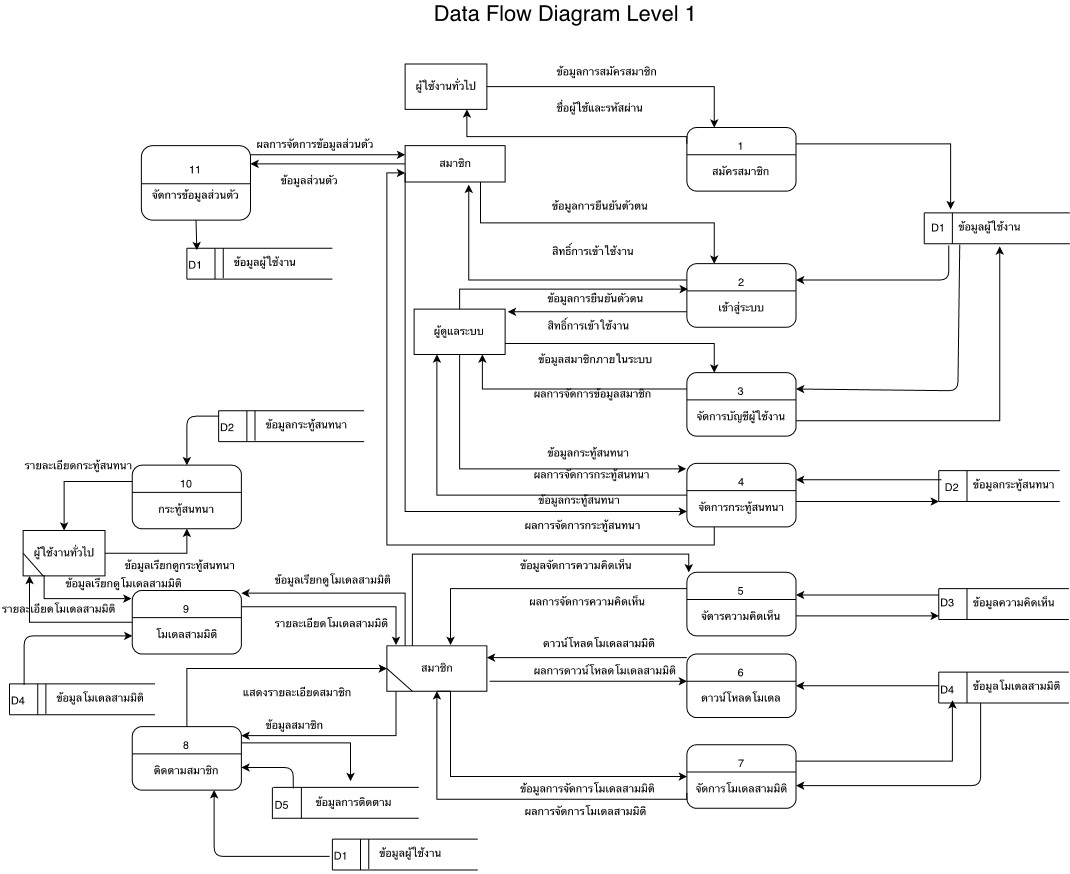 Data Flow Diagram Level 1
ผู้ใช้งานทั่วไป
ข้อมูลการสมัครสมาชิก
ชื่อผู้ใช้และรหัสผ่าน
1
สมัครสมาชิก
11
จัดการข้อมูลส่วนตัว
ผลการจัดการข้อมูลส่วนตัว
ข้อมูลส่วนตัว
สมาชิก
D1
ข้อมูลผู้ใช้งาน
ข้อมูลการยืนยันตัวตน
สิทธิ์การเข้าใช้งาน
D1
ข้อมูลผู้ใช้งาน
2
เข้าสู่ระบบ
ข้อมูลการยืนยันตัวตน
สิทธิ์การเข้าใช้งาน
ผู้ดูแลระบบ
ข้อมูลสมาชิกภายในระบบ
ผลการจัดการข้อมูลสมาชิก
3
จัดการบัญชีผู้ใช้งาน
D2
ข้อมูลกระทู้สนทนา
รายละเอียดกระทู้สนทนา
10
กระทู้สนทนา
ข้อมูลกระทู้สนทนา
ผลการจัดการกระทู้สนทนา
ข้อมูลกระทู้สนทนา
ผลการจัดการกระทู้สนทนา
4
จัดการกระทู้สนทนา
D2
ข้อมูลกระทู้สนทนา
ผู้ใช้งานทั่วไป
ข้อมูลเรียกดูกระทู้สนทนา
ข้อมูลเรียกดูโมเดลสามมิติ
รายละเอียดโมเดลสามมิติ
9
โมเดลสามมิติ
ข้อมูลเรียกดูโมเดลสามมิติ
รายละเอียดโมเดลสามมิติ
ข้อมูลจัดการความคิดเห็น
ผลการจัดการความคิดเห็น
5
จัดารความคิดเห็น
D3
ข้อมูลความคิดเห็น
สมาชิก
ดาวน์โหลดโมเดลสามมิติ
ผลการดาวน์โหลดโมเดลสามมิติ
6
ดาวน์โหลดโมเดล
D4
ข้อมูลโมเดลสามมิติ
D4
ข้อมูลโมเดลสามมิติ
แสดงรายละเอียดสมาชิก
ข้อมูลสมาชิก
8
ติดตามสมาชิก
7
จัดการโมเดลสามมิติ
ข้อมูลการจัดการโมเดลสามมิติ
ผลการจัดการโมเดลสามมิติ
D5
ข้อมูลการติดตาม
D1
ข้อมูลผู้ใช้งาน